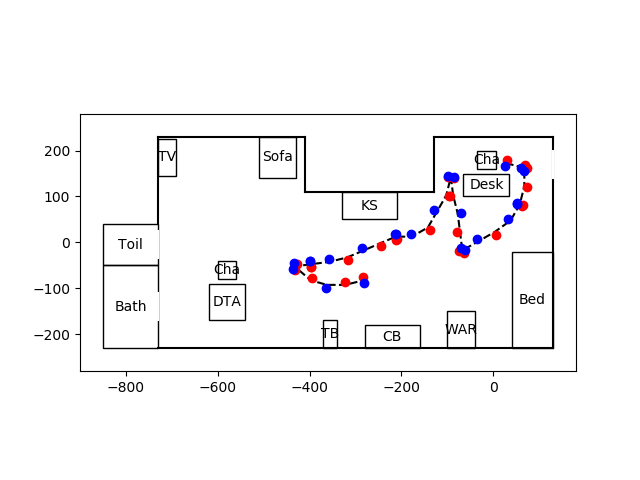 200
100
0
−100
−200
TV
Sofa
Cha
Desk
KS
Toil
Cha
Bath
DTA
Bed
TB
CB
WAR
−800
−600
−400
−200
0